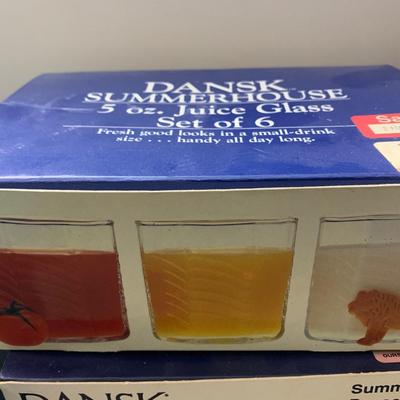 DANSK
SUMMERHOUSE
5 oz. Juice Glass
Set of 6
Fresh good looks in a small-drink
size . . . handy all day long.
DANSK
Summ